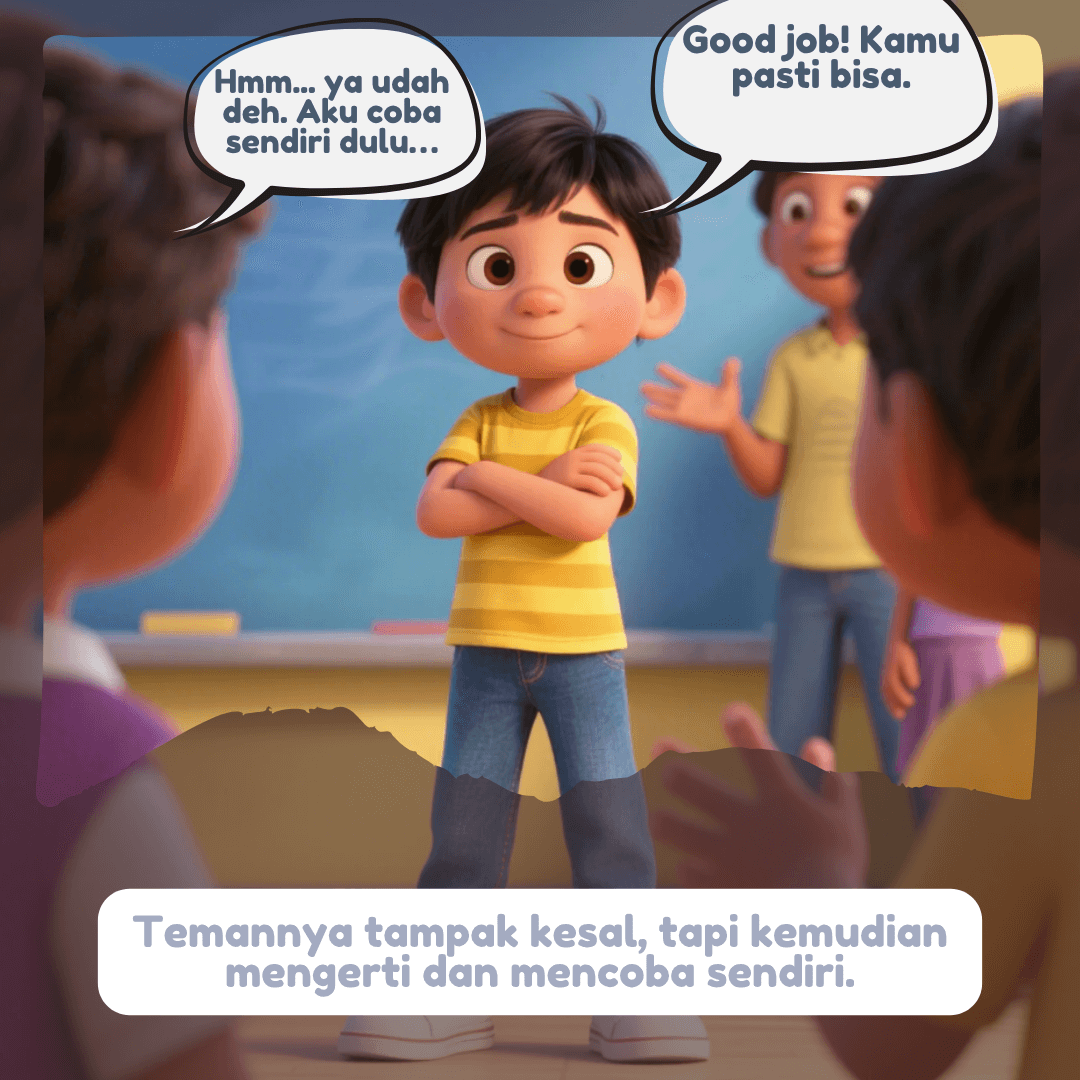 Hmm... ya udah
deh. Aku coba
sendiri dulu...
Good job! Kamu
pasti bisa.
Temannya tampak kesal, tapi kemudian
mengerti dan mencoba sendiri.